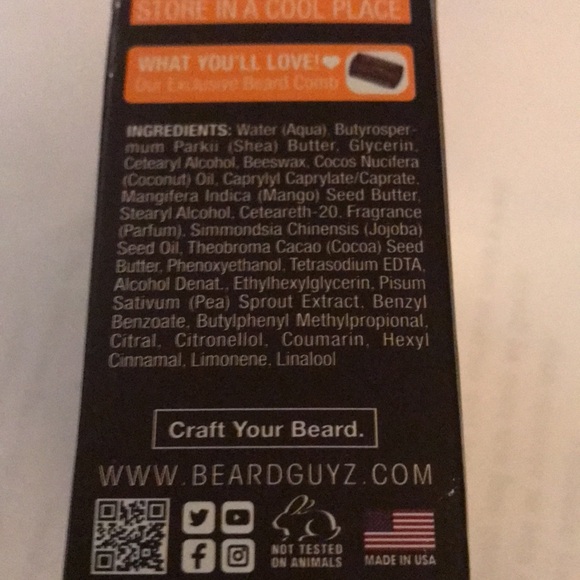 STORE IN A COOL PLACE
WHAT YOU'LL LOVE!
Our Exclusive Beard Comb
INGREDIENTS: Water (Aqua), Butyrosper-
mum Parkii (Shea) Butter, Glycerin,
Cetearyl Alcohol, Beeswax, Cocos Nucifera
(Coconut) Oil, Caprylyl Caprylate/Caprate,
Mangifera Indica (Mango) Seed Butter,
Stearyl Alcohol, Ceteareth-20, Fragrance
(Parfum), Simmondsia Chinensis (Jojoba)
Seed Oil, Theobroma Cacao (Cocoa) Seed
Butter, Phenoxyethanol, Tetrasodium EDTA,
Alcohol Denat., Ethylhexylglycerin, Pisum
Sativum (Pea) Sprout Extract, Benzyl
Benzoate, Butylphenyl Methylpropional,
Citral, Citronellol, Coumarin, Hexyl
Cinnamal, Limonene, Linalool
Craft Your Beard.
WWW.BEARDGUYZ.COM
NOT TESTED
ON ANIMALS
MADE IN USA